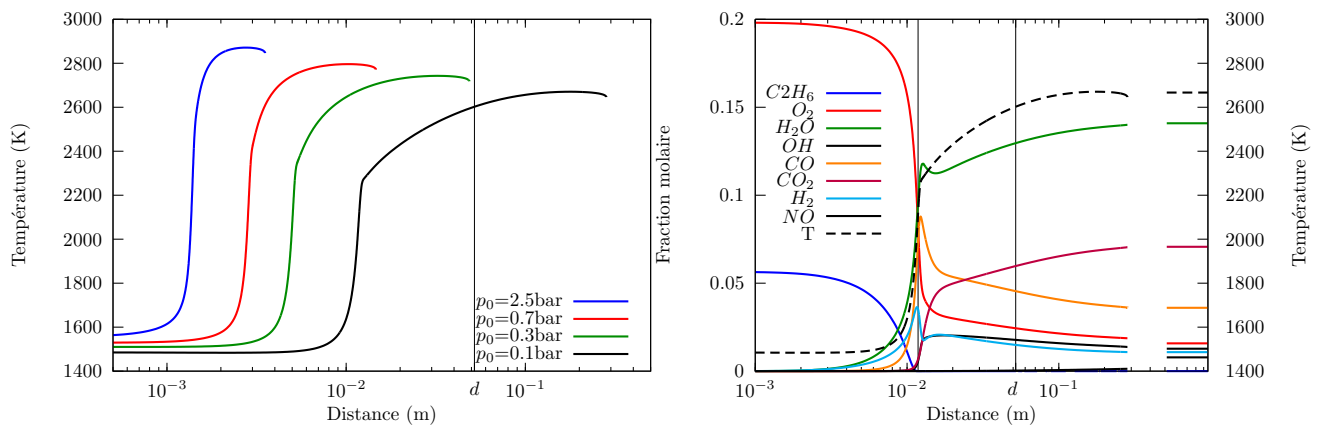 3000
2800
2600
2400
2200
2000
1800
1600
1400
Température (K)
p0=2.5bar
p0=0.7bar
p0=0.3bar
p0=0.1bar
10−3
10−2
d
10−1
Distance (m)
0.2
0.15
0.1
0.05
0
Fraction molaire
C2H6
O2
H2O
OH
CO
CO2
H2
NO
T
3000
2800
2600
2400
2200
2000
1800
1600
1400
Température (K)
10−3
10−2
d
10−1
Distance (m)